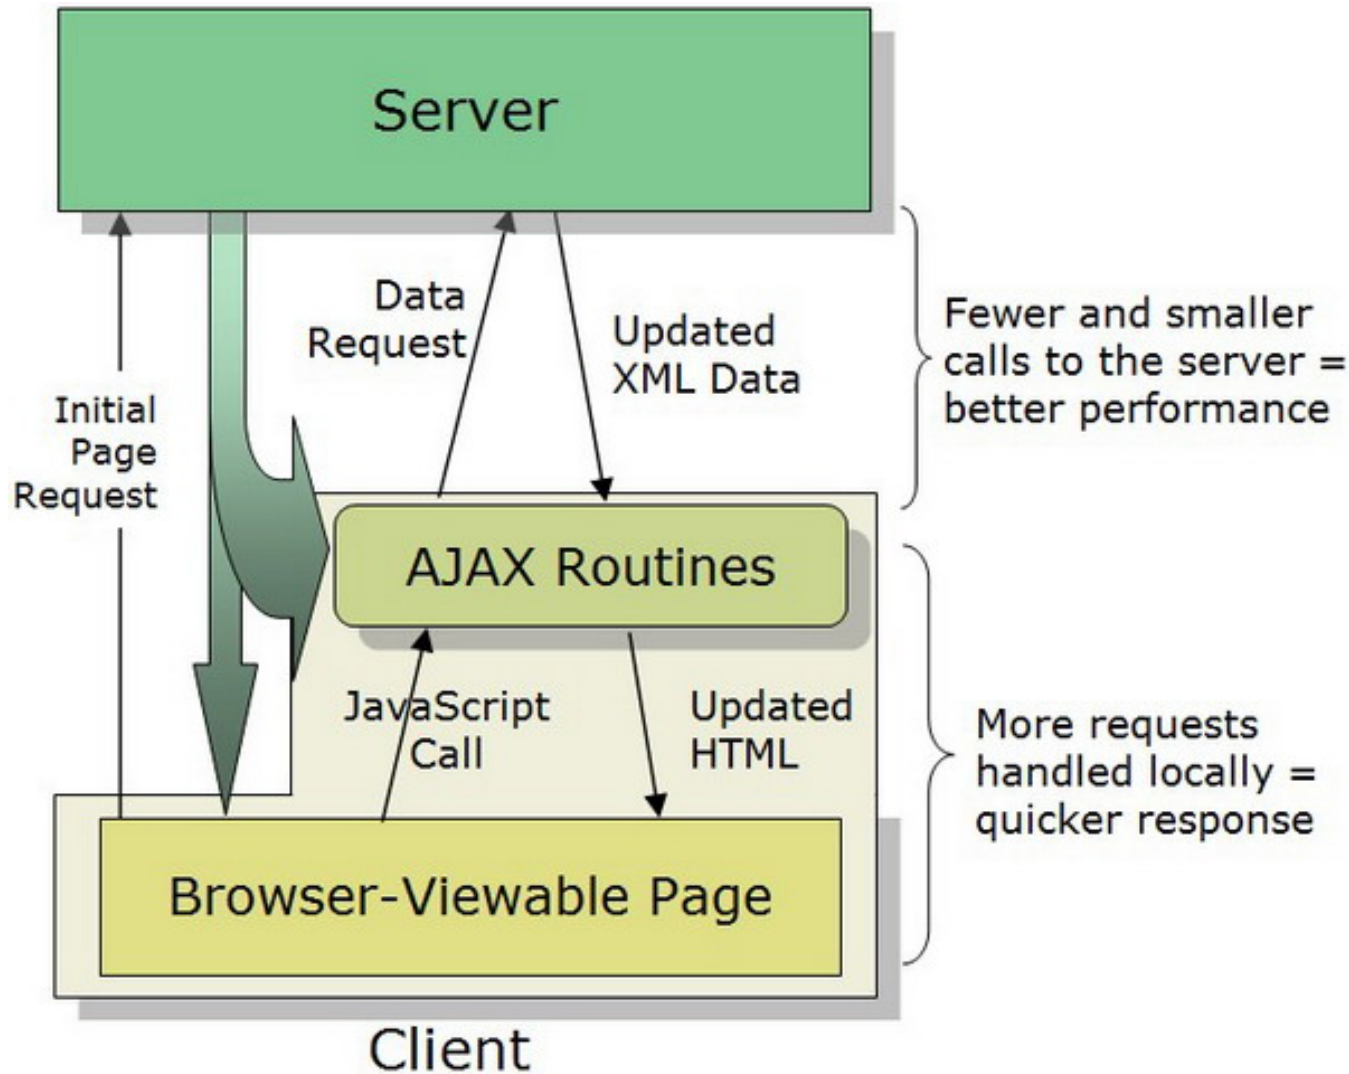 Server
Data
Request
Updated
XML Data
Fewer and smaller
calls to the server =
better performance
Initial
Page
Request
AJAX Routines
JavaScript
Call
Updated
HTML
More requests
handled locally =
quicker response
Browser-Viewable Page
Client